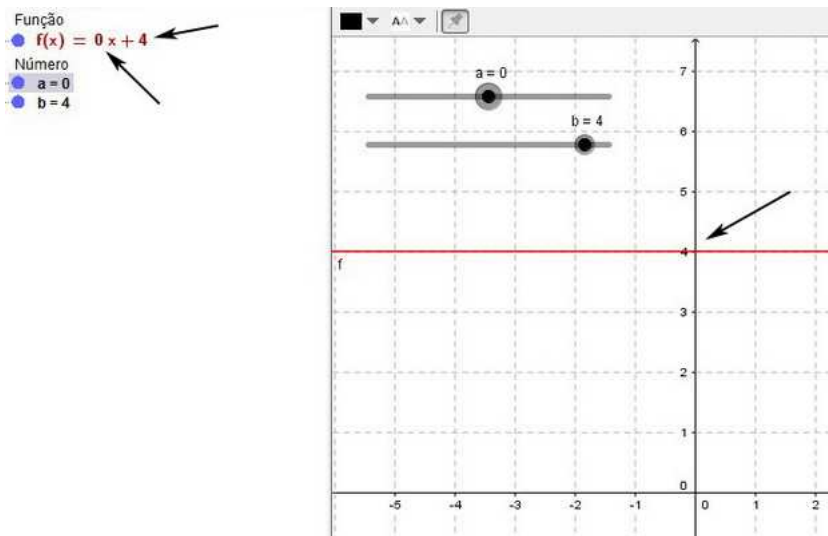 Função
f(x) = 0 x + 4
Número
a = 0
b = 4
AA
a = 0
b = 4
7
6
5
4
f
3
2
1
0
-5 -4 -3 -2 -1 0 1 2